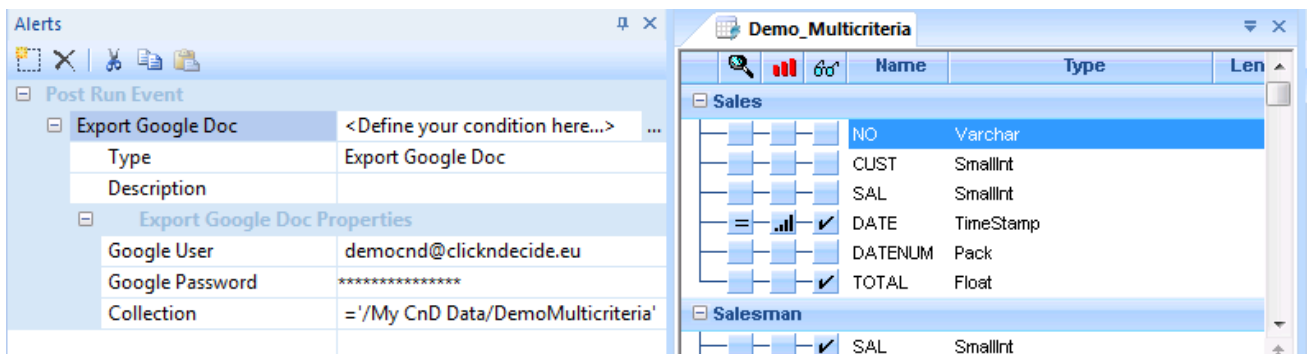 Alerts
Post Run Event
Export Google Doc <Define your condition here...> ...
Type Export Google Doc
Description
Export Google Doc Properties
Google User democnd@clickndecide.eu
Google Password ***************
Collection ='/My CnD Data/DemoMulticriteria'
Demo_Multicriteria
Name Type Len
Sales
NO Varchar
CUST SmallInt
SAL SmallInt
= DATE TimeStamp
DATENUM Pack
TOTAL Float
Salesman
SAL SmallInt